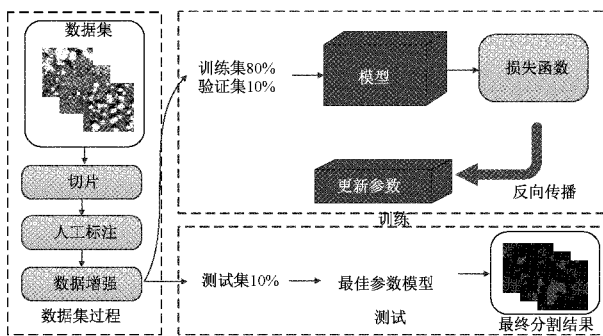 数据集
切片
人工标注
数据增强
数据集过程
训练集80%
验证集10%
模型
损失函数
更新参数
反向传播
训练
测试集10%
最佳参数模型
测试
最终分割结果